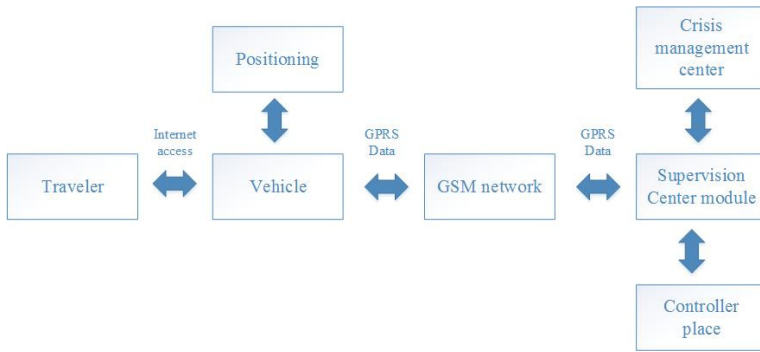 Crisis
management
center
Positioning
Internet
access
GPRS
Data
GPRS
Data
Traveler
Vehicle
GSM network
Supervision
Center module
Controller
place